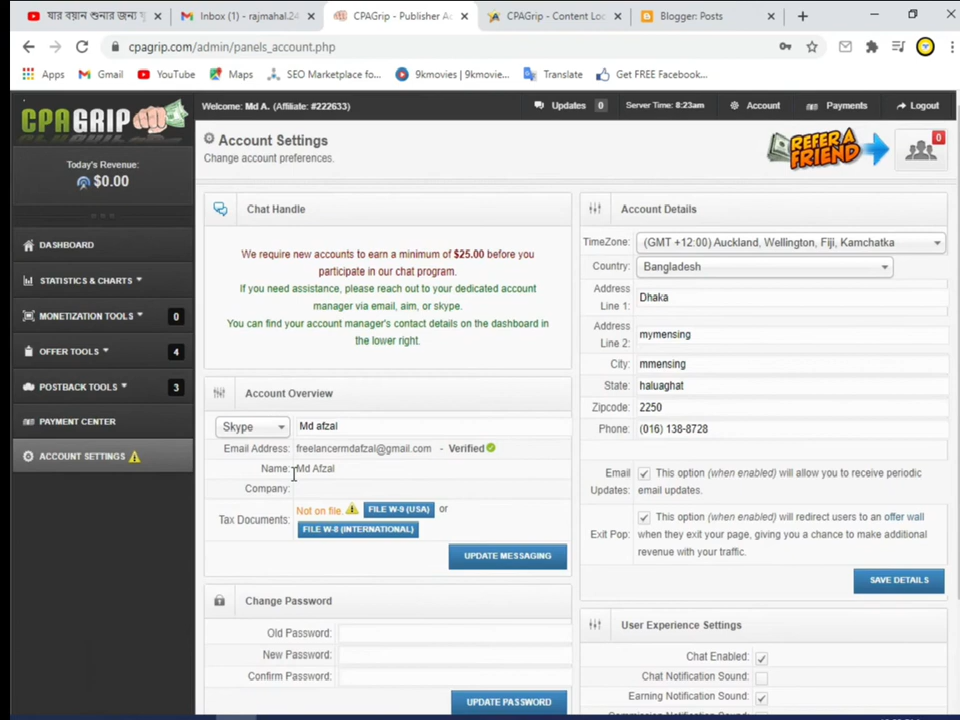 যার বয়ান শুনার জন্য
Inbox (1) - rajmahal.24
CPAGrip - Publisher Ac
CPAGrip - Content Loc
Blogger: Posts
cpagrip.com/admin/panels_account.php
Apps
Gmail
YouTube
Maps
SEO Marketplace fo...
9kmovies | 9kmovie...
Translate
Get FREE Facebook...
CPAGRIP
Welcome: Md A. (Affiliate: #222633)
Updates 0
Server Time: 8:23am
Account
Payments
Logout
Today's Revenue:
$0.00
Account Settings
Change account preferences.
REFER A FRIEND
0
DASHBOARD
STATISTICS & CHARTS
MONETIZATION TOOLS 0
OFFER TOOLS 4
POSTBACK TOOLS 3
PAYMENT CENTER
ACCOUNT SETTINGS
Chat Handle
We require new accounts to earn a minimum of $25.00 before you
participate in our chat program.
If you need assistance, please reach out to your dedicated account
manager via email, aim, or skype.
You can find your account manager's contact details on the dashboard in
the lower right.
Account Overview
Skype Md afzal
Email Address: freelancermdafzal@gmail.com - Verified
Name: Md Afzal
Company:
Tax Documents: Not on file. FILE W-9 (USA) or
FILE W-8 (INTERNATIONAL)
UPDATE MESSAGING
Change Password
Old Password:
New Password:
Confirm Password:
UPDATE PASSWORD
Account Details
TimeZone: (GMT +12:00) Auckland, Wellington, Fiji, Kamchatka
Country: Bangladesh
Address Line 1: Dhaka
Address Line 2: mymensing
City: mmensing
State: haluaghat
Zipcode: 2250
Phone: (016) 138-8728
Email Updates: This option (when enabled) will allow you to receive periodic
email updates.
Exit Pop: This option (when enabled) will redirect users to an offer wall
when they exit your page, giving you a chance to make additional
revenue with your traffic.
SAVE DETAILS
User Experience Settings
Chat Enabled:
Chat Notification Sound:
Earning Notification Sound: